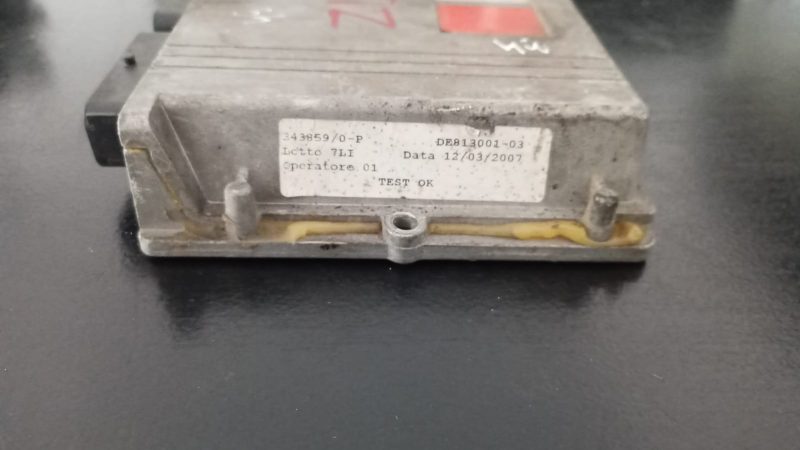 343859/0-P DE813001-03
Lotto 7LI Data 12/03/2007
Operatore 01
TEST OK